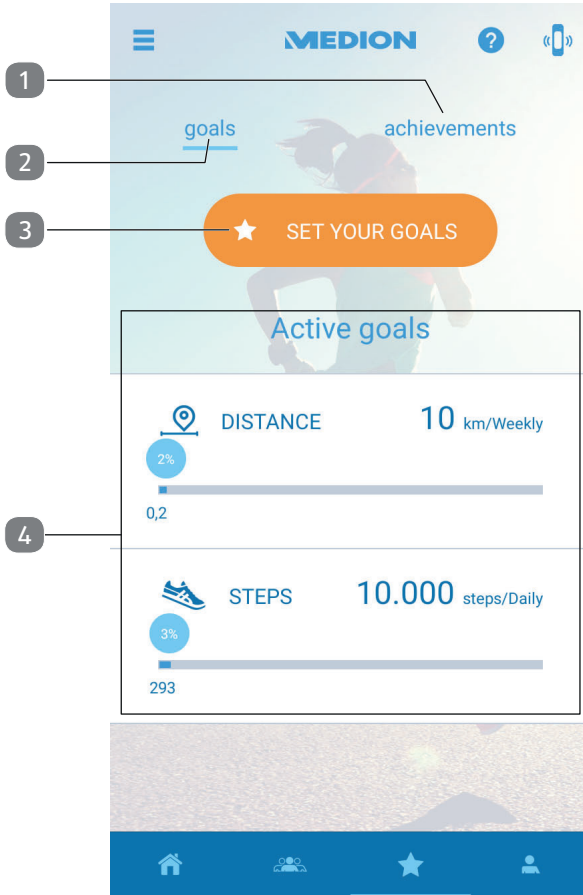 MEDION ?
1
goals achievements
2
3
SET YOUR GOALS
Active goals
DISTANCE 10 km/Weekly
2%
0,2
4
STEPS 10.000 steps/Daily
3%
293